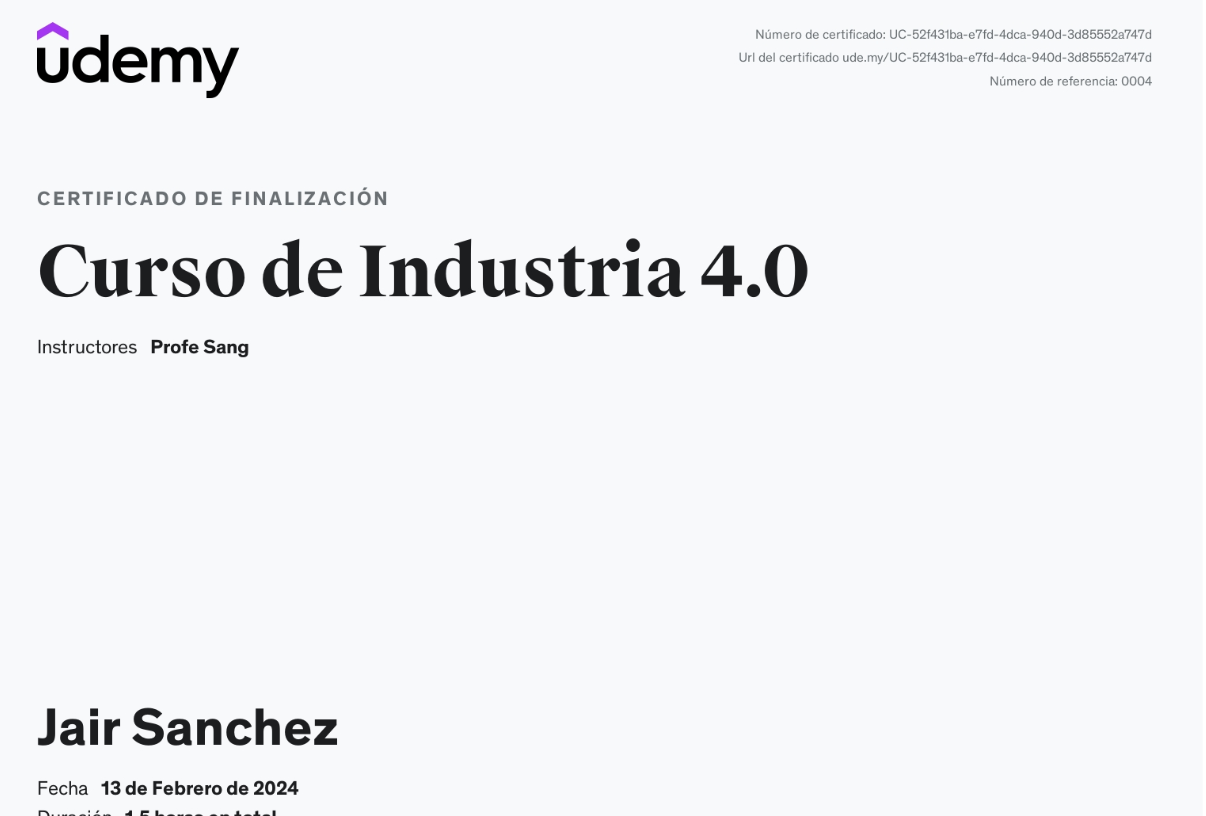 udemy
Número de certificado: UC-52f431ba-e7fd-4dca-940d-3d85552a747d
Url del certificado ude.my/UC-52f431ba-e7fd-4dca-940d-3d85552a747d
Número de referencia: 0004
CERTIFICADO DE FINALIZACIÓN
Curso de Industria 4.0
Instructores Profe Sang
Jair Sanchez
Fecha 13 de Febrero de 2024
Duración 1.5 horas en total